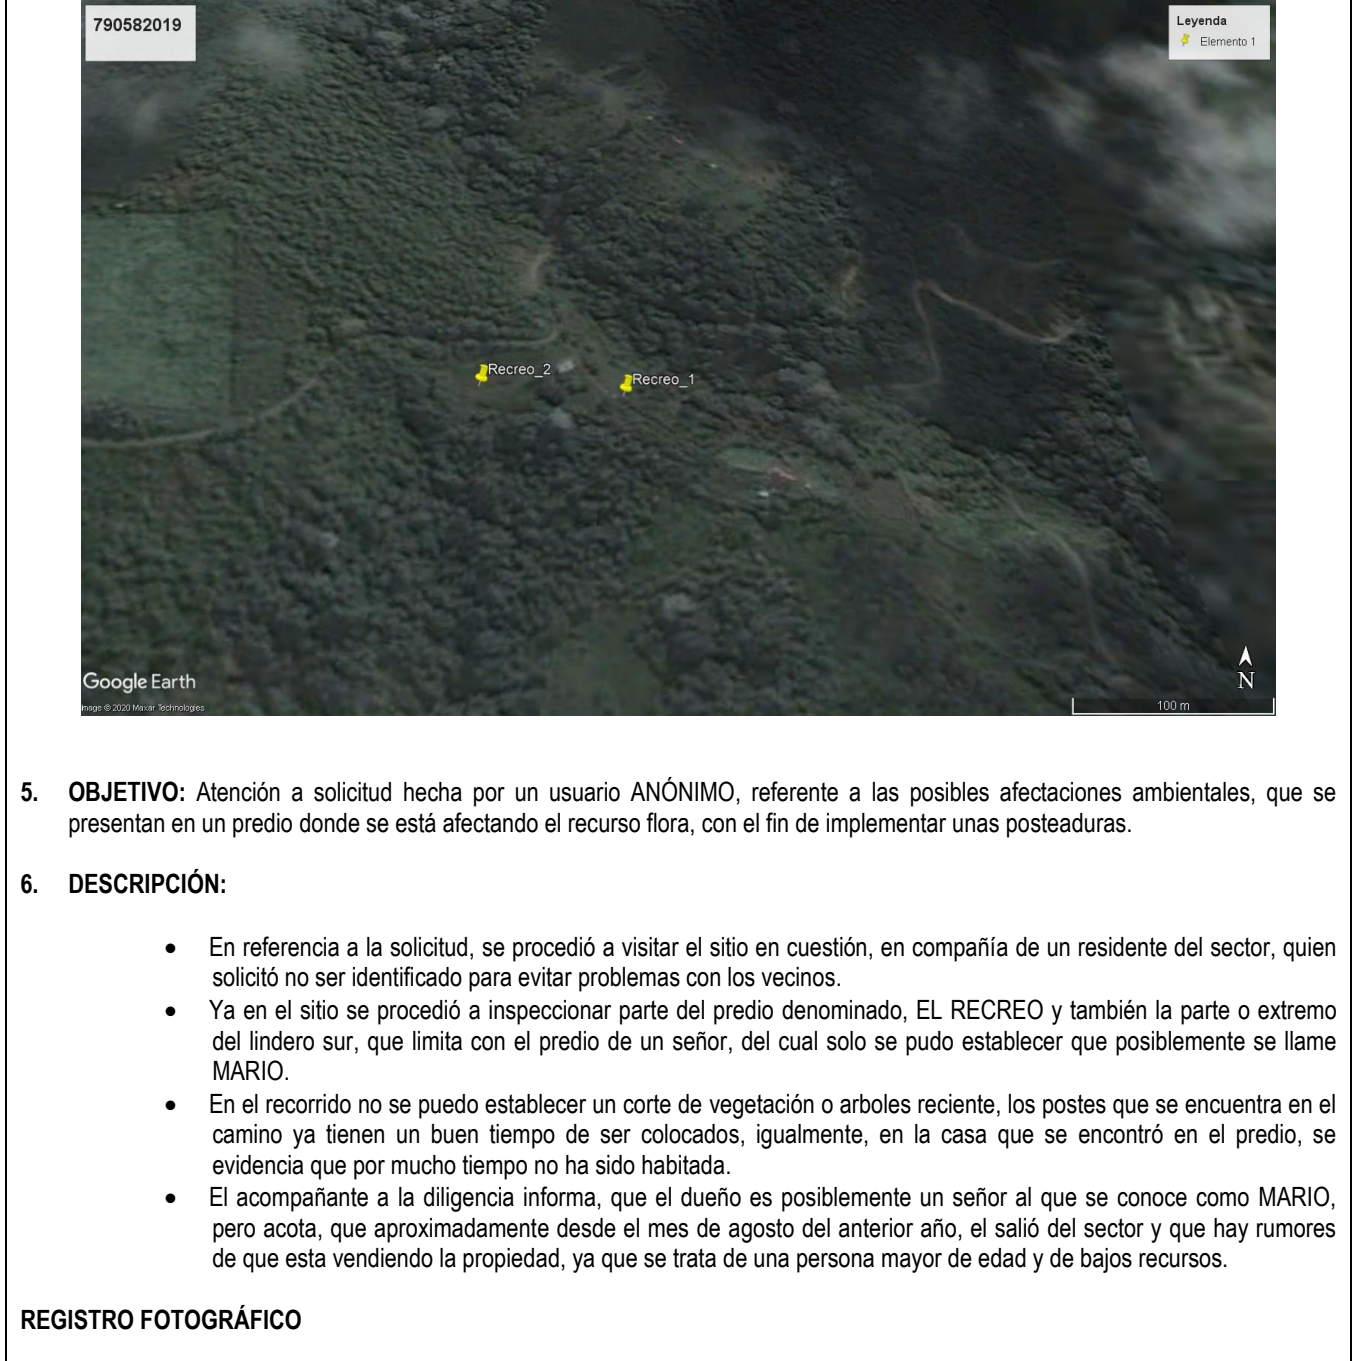 790582019
Leyenda
Elemento 1
Recreo_2
Recreo_1
Google Earth
Image © 2020 Maxar Technologies
N
100 m
5. OBJETIVO: Atención a solicitud hecha por un usuario ANÓNIMO, referente a las posibles afectaciones ambientales, que se
presentan en un predio donde se está afectando el recurso flora, con el fin de implementar unas posteaduras.
6. DESCRIPCIÓN:
• En referencia a la solicitud, se procedió a visitar el sitio en cuestión, en compañía de un residente del sector, quien
solicitó no ser identificado para evitar problemas con los vecinos.
• Ya en el sitio se procedió a inspeccionar parte del predio denominado, EL RECREO y también la parte o extremo
del lindero sur, que limita con el predio de un señor, del cual solo se pudo establecer que posiblemente se llame
MARIO.
• En el recorrido no se puedo establecer un corte de vegetación o arboles reciente, los postes que se encuentra en el
camino ya tienen un buen tiempo de ser colocados, igualmente, en la casa que se encontró en el predio, se
evidencia que por mucho tiempo no ha sido habitada.
• El acompañante a la diligencia informa, que el dueño es posiblemente un señor al que se conoce como MARIO,
pero acota, que aproximadamente desde el mes de agosto del anterior año, el salió del sector y que hay rumores
de que esta vendiendo la propiedad, ya que se trata de una persona mayor de edad y de bajos recursos.
REGISTRO FOTOGRÁFICO